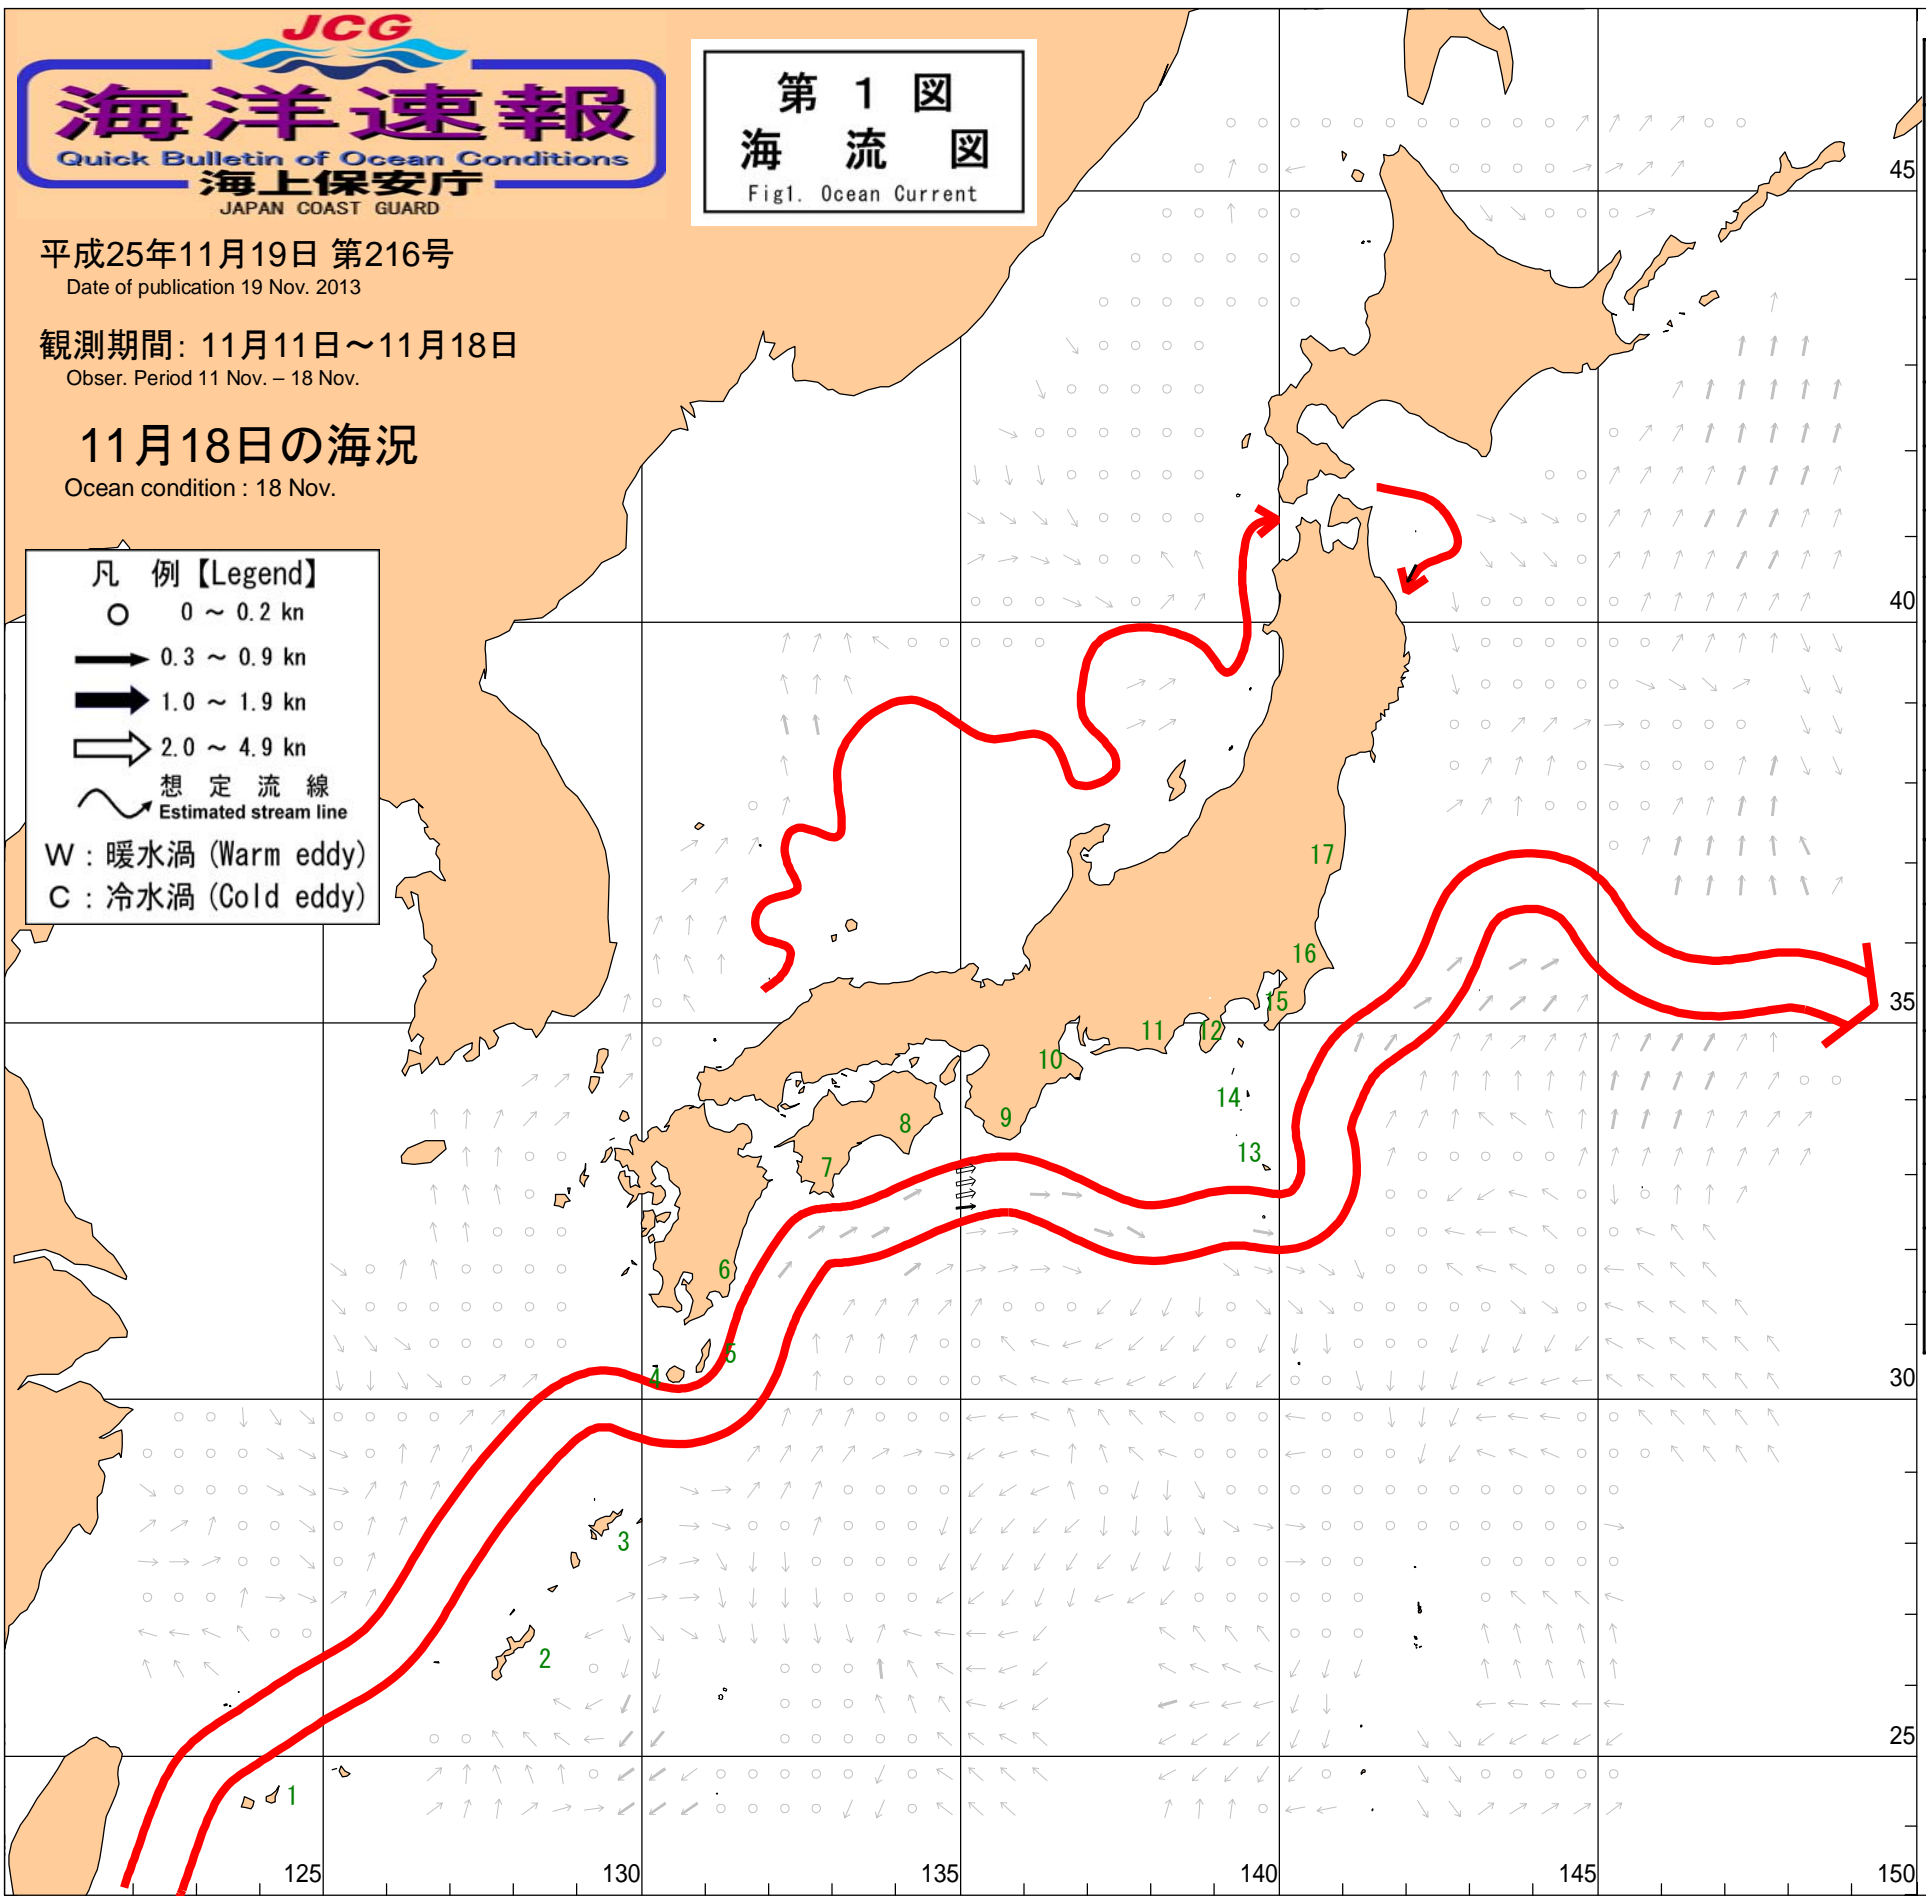 JCG
海洋速報
Quick Bulletin of Ocean Conditions
海上保安庁
JAPAN COAST GUARD
第 1 図
海 流 図
Fig1. Ocean Current
平成25年11月19日 第216号
Date of publication 19 Nov. 2013
観測期間: 11月11日～11月18日
Obser. Period 11 Nov. – 18 Nov.
11月18日の海況
Ocean condition : 18 Nov.
凡 例【Legend】
0 ～ 0.2 kn
0.3 ～ 0.9 kn
1.0 ～ 1.9 kn
2.0 ～ 4.9 kn
想 定 流 線
Estimated stream line
W : 暖水渦 (Warm eddy)
C : 冷水渦 (Cold eddy)
45
40
35
30
25
17
16
15
12
11
10
14
13
9
8
7
6
5
4
3
2
1
125
130
135
140
145
150